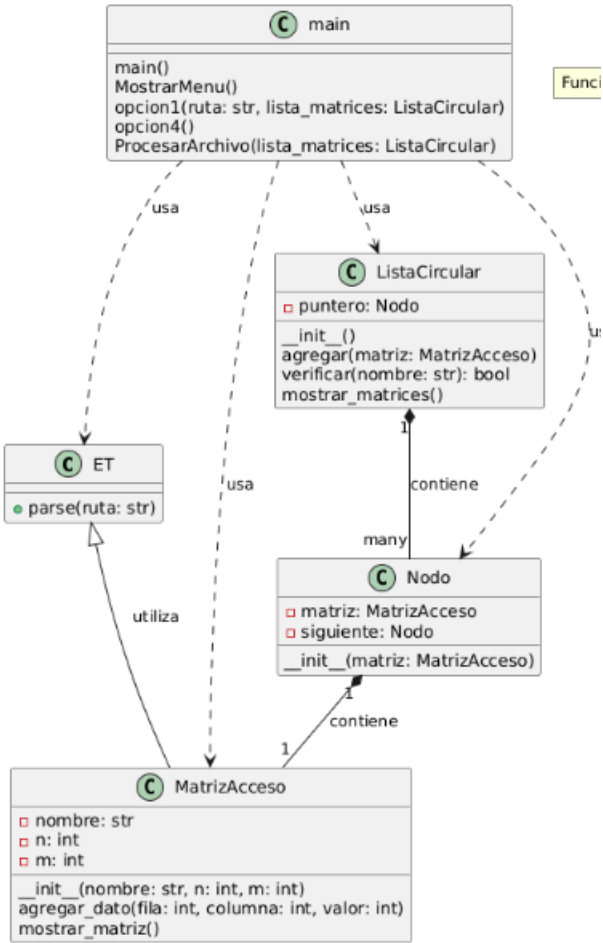 C main
main()
MostrarMenu()
opcion1(ruta: str, lista_matrices: ListaCircular)
opcion4()
ProcesarArchivo(lista_matrices: ListaCircular)
usa
usa
C ListaCircular
puntero: Nodo
__init__()
agregar(matriz: MatrizAcceso)
verificar(nombre: str): bool
mostrar_matrices()
1
C ET
parse(ruta: str)
usa
contiene
many
C Nodo
matriz: MatrizAcceso
siguiente: Nodo
__init__(matriz: MatrizAcceso)
utiliza
1
contiene
1
C MatrizAcceso
nombre: str
n: int
m: int
__init__(nombre: str, n: int, m: int)
agregar_dato(fila: int, columna: int, valor: int)
mostrar_matriz()